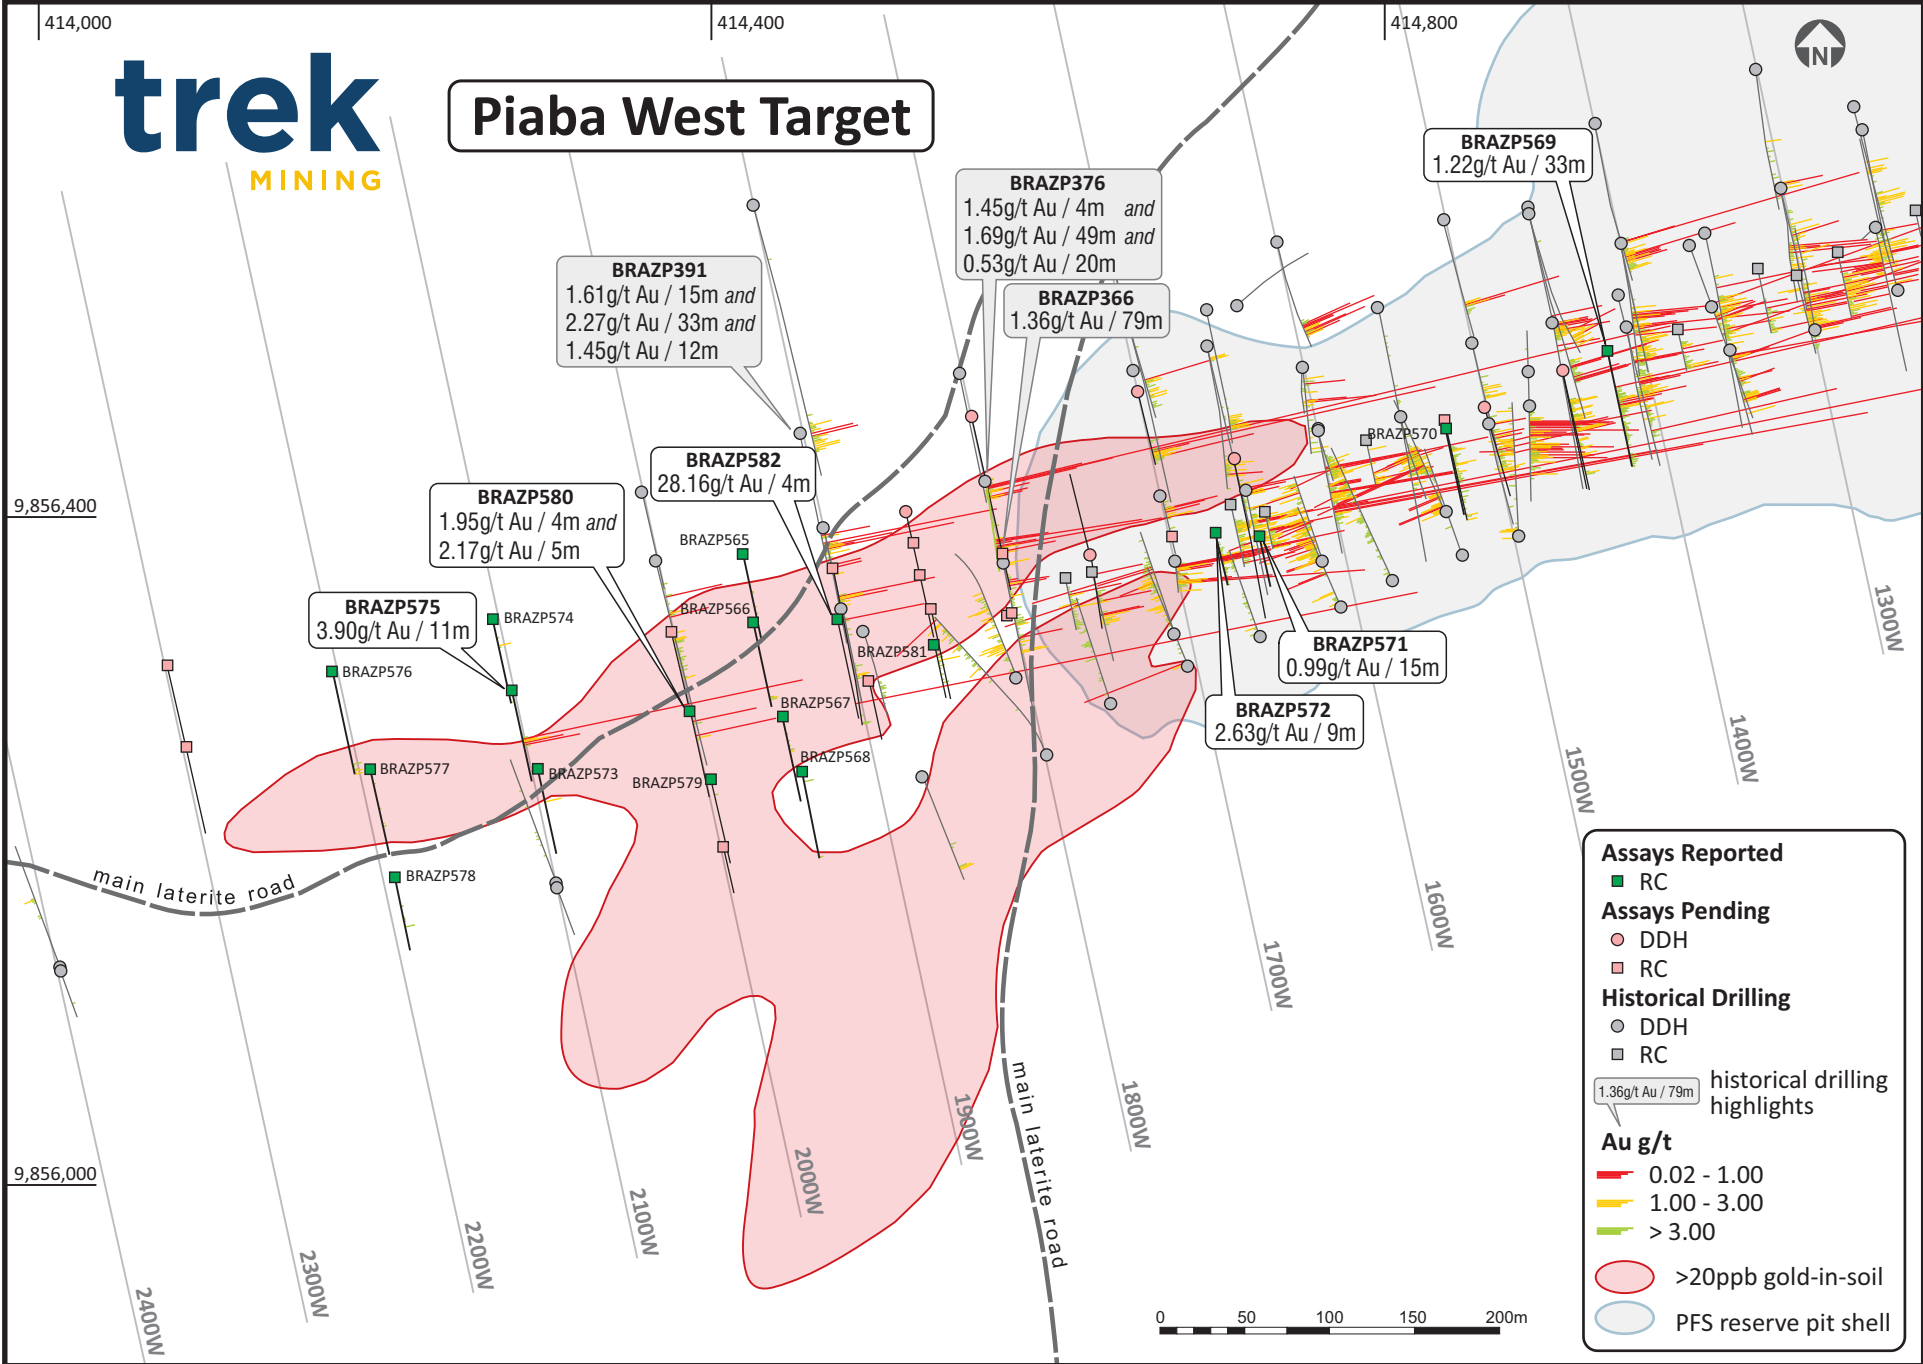 414,000
414,400
414,800
N
trek
MINING
Piaba West Target
BRAZP569
1.22g/t Au / 33m
BRAZP376
1.45g/t Au / 4m and
1.69g/t Au / 49m and
0.53g/t Au / 20m
BRAZP391
1.61g/t Au / 15m and
2.27g/t Au / 33m and
1.45g/t Au / 12m
BRAZP366
1.36g/t Au / 79m
BRAZP570
BRAZP582
28.16g/t Au / 4m
BRAZP580
1.95g/t Au / 4m and
2.17g/t Au / 5m
9,856,400
BRAZP565
BRAZP575
3.90g/t Au / 11m
BRAZP574
BRAZP566
BRAZP581
BRAZP571
0.99g/t Au / 15m
BRAZP576
BRAZP567
BRAZP572
2.63g/t Au / 9m
BRAZP568
BRAZP577
BRAZP573
BRAZP579
BRAZP578
main laterite road
main laterite road
1300W
1400W
1500W
1600W
1700W
1800W
1900W
2000W
2100W
2200W
2300W
2400W
9,856,000
0 50 100 150 200m
Assays Reported
RC
Assays Pending
DDH
RC
Historical Drilling
DDH
RC
1.36g/t Au / 79m
historical drilling
highlights
Au g/t
0.02 - 1.00
1.00 - 3.00
> 3.00
>20ppb gold-in-soil
PFS reserve pit shell